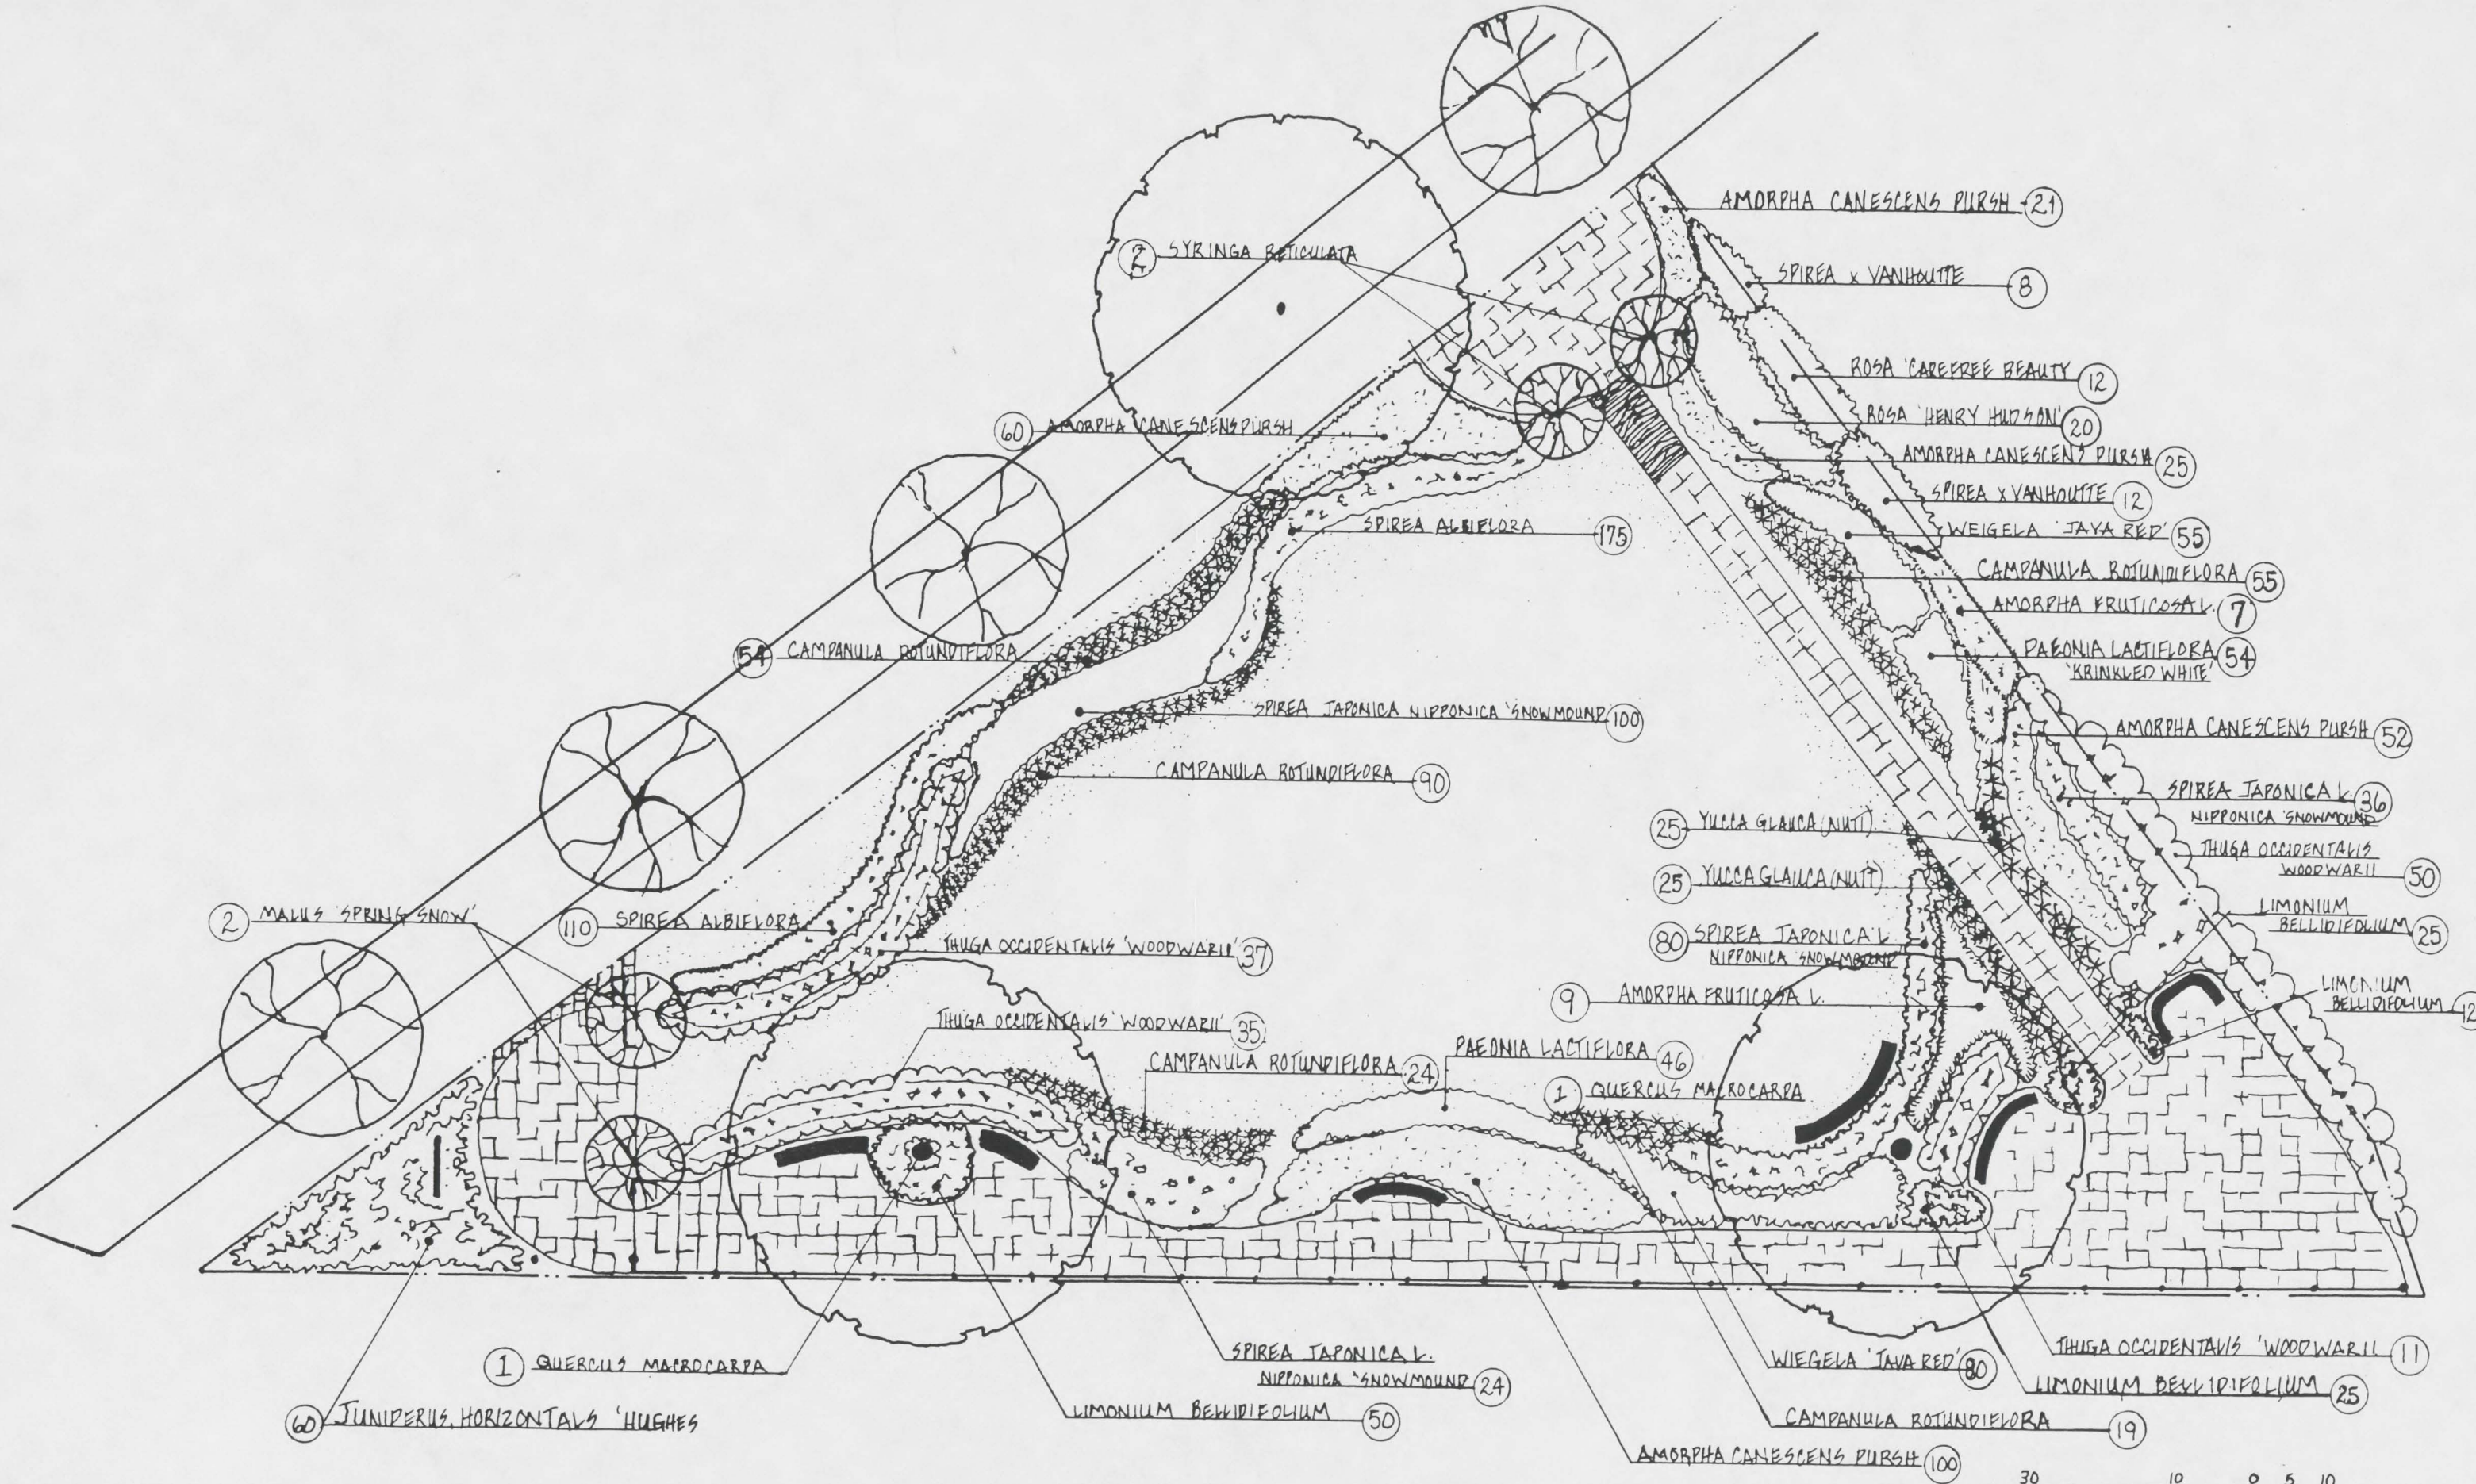 AMORPHA CANESCENS PURSH 21
2 SYRINGA RETICULATA
SPIREA X VANHOUTTE 8
ROSA 'CAREFREE BEAUTY 12
ROSA 'HENRY HUDSON' 20
60 AMORPHA CANESCENS PURSH
AMORPHA CANESCENS PURSH 25
SPIREA X VANHOUTTE 12
SPIREA ALBIFLORA 175
WEIGELA 'JAVA RED' 55
CAMPANULA ROTUNDIFLORA 55
AMORPHA FRUTICOSA L. 7
54 CAMPANULA ROTUNDIFLORA
PAEONIA LACTIFLORA 54
'KRINKLED WHITE'
SPIREA JAPONICA NIPPONICA 'SNOWMOUND 100
AMORPHA CANESCENS PURSH 52
CAMPANULA ROTUNDIFLORA 90
SPIREA JAPONICA L. 36
NIPPONICA 'SNOWMOUND
25 YUCCA GLAUCA (NUTT)
THUGA OCCIDENTALIS
WOODWARII 50
25 YUCCA GLAUCA (NUTT)
2 MALUS 'SPRING SNOW'
110 SPIREA ALBIFLORA
LIMONIUM
BELLIDIFOLIUM 25
80 SPIREA JAPONICA L
NIPPONICA 'SNOWMOUND
THUGA OCCIDENTALIS 'WOODWARII' 37
9 AMORPHA FRUTICOSA L.
LIMONIUM
BELLIDIFOLIUM 12
THUGA OCCIDENTALIS 'WOODWARII' 35
CAMPANULA ROTUNDIFLORA 24
PAEONIA LACTIFLORA 46
1 QUERCUS MACROCARPA
1 QUERCUS MACROCARPA
SPIREA JAPONICA L.
NIPPONICA 'SNOWMOUND 24
WIEGELA 'JAVA RED' 80
THUGA OCCIDENTALIS 'WOODWARII 11
LIMONIUM BELLIDIFOLIUM 25
60 JUNIPERUS, HORIZONTALS 'HUGHES
LIMONIUM BELLIDIFOLIUM 50
CAMPANULA ROTUNDIFLORA 19
AMORPHA CANESCENS PURSH 100
30 10 0 5 10